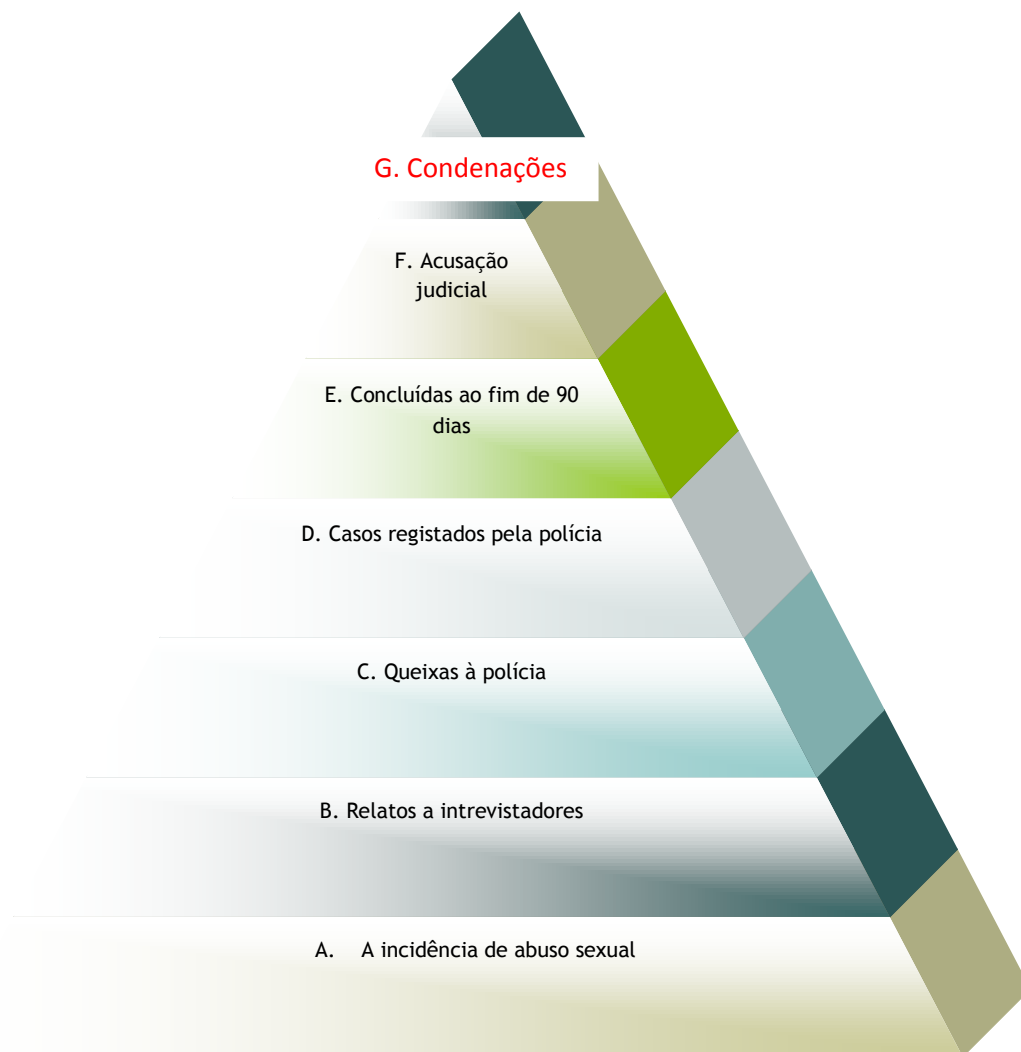 G. Condenações
F. Acusação
judicial
E. Concluídas ao fim de 90
dias
D. Casos registados pela polícia
C. Queixas à polícia
B. Relatos a intrevistadores
A. A incidência de abuso sexual